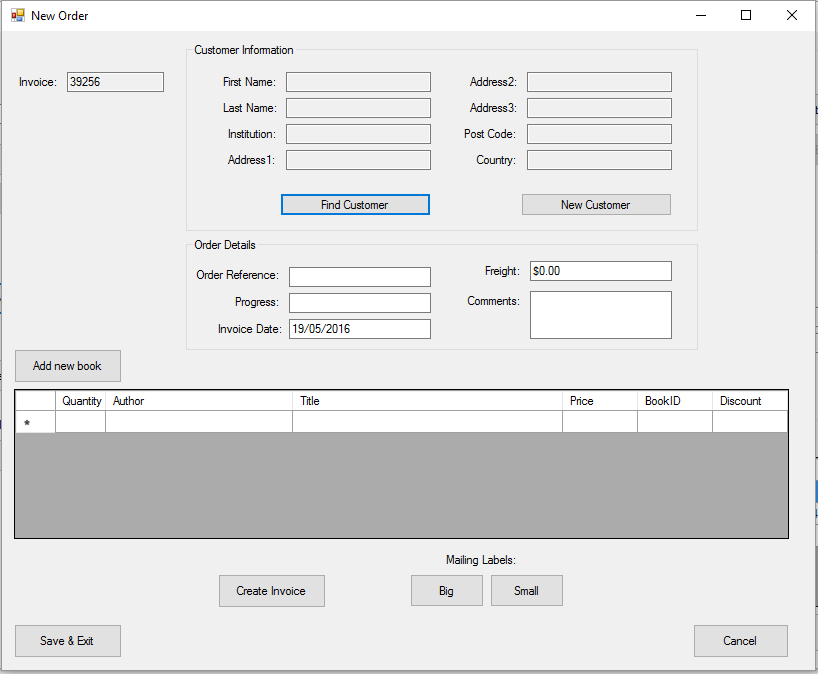 New Order
Customer Information
Invoice: 39256
First Name:
Address2:
Last Name:
Address3:
Institution:
Post Code:
Address1:
Country:
Find Customer
New Customer
Order Details
Order Reference:
Freight: $0.00
Progress:
Comments:
Invoice Date: 19/05/2016
Add new book
Quantity Author Title Price BookID Discount
*
Mailing Labels:
Create Invoice
Big
Small
Save & Exit
Cancel